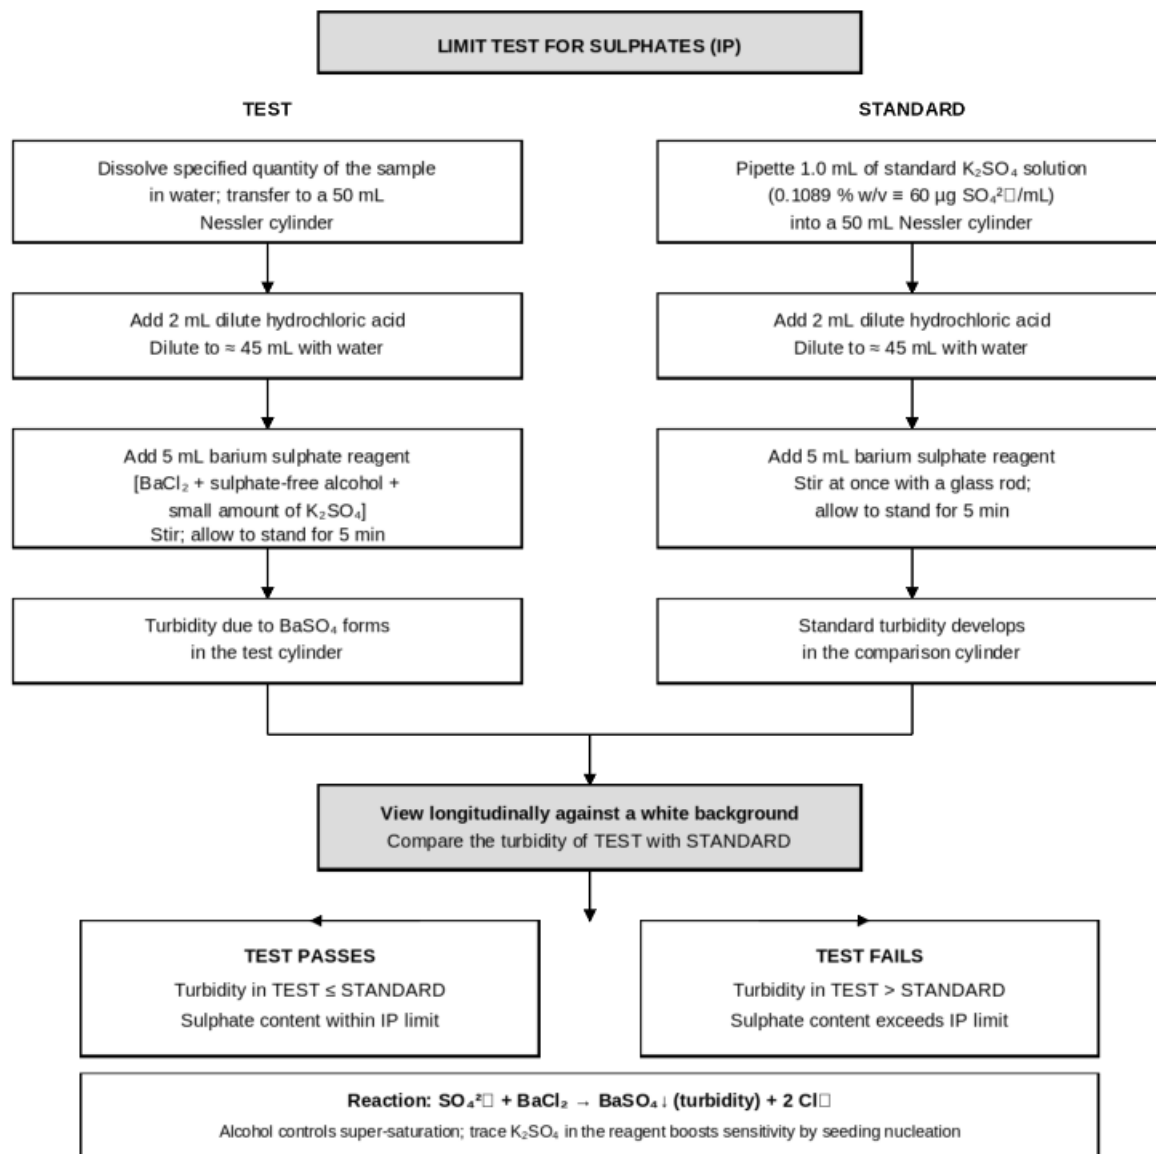 LIMIT TEST FOR SULPHATES (IP)
TEST
Dissolve specified quantity of the sample
in water; transfer to a 50 mL
Nessler cylinder
Add 2 mL dilute hydrochloric acid
Dilute to ≈ 45 mL with water
Add 5 mL barium sulphate reagent
[BaCl₂ + sulphate-free alcohol +
small amount of K₂SO₄]
Stir; allow to stand for 5 min
Turbidity due to BaSO₄ forms
in the test cylinder
STANDARD
Pipette 1.0 mL of standard K₂SO₄ solution
(0.1089 % w/v ≡ 60 µg SO₄²□/mL)
into a 50 mL Nessler cylinder
Add 2 mL dilute hydrochloric acid
Dilute to ≈ 45 mL with water
Add 5 mL barium sulphate reagent
Stir at once with a glass rod;
allow to stand for 5 min
Standard turbidity develops
in the comparison cylinder
View longitudinally against a white background
Compare the turbidity of TEST with STANDARD
TEST PASSES
Turbidity in TEST ≤ STANDARD
Sulphate content within IP limit
TEST FAILS
Turbidity in TEST > STANDARD
Sulphate content exceeds IP limit
Reaction: SO₄²□ + BaCl₂ → BaSO₄↓ (turbidity) + 2 Cl□
Alcohol controls super-saturation; trace K₂SO₄ in the reagent boosts sensitivity by seeding nucleation